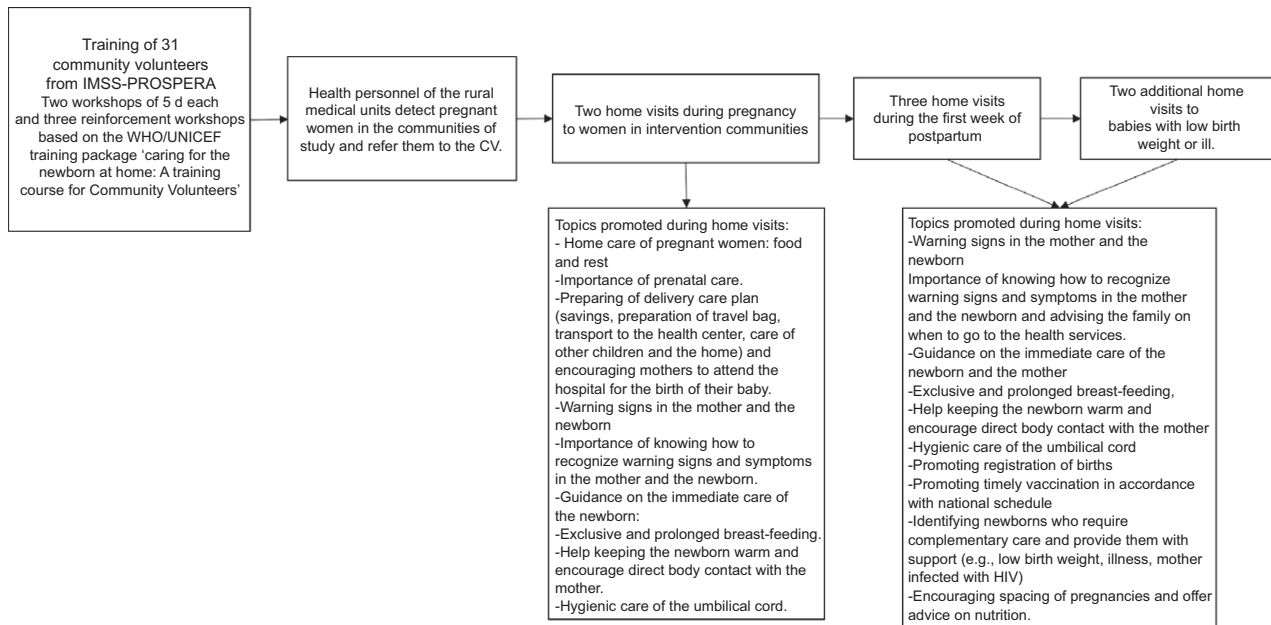 Training of 31
community volunteers
from IMSS-PROSPERA
Two workshops of 5 d each
and three reinforcement workshops
based on the WHO/UNICEF
training package ‘caring for the
newborn at home: A training
course for Community Volunteers’
Health personnel of the rural
medical units detect pregnant
women in the communities of
study and refer them to the CV.
Two home visits during pregnancy
to women in intervention communities
Three home visits
during the first week of
postpartum
Two additional home
visits to
babies with low birth
weight or ill.
Topics promoted during home visits:
- Home care of pregnant women: food
and rest
-Importance of prenatal care.
-Preparing of delivery care plan
(savings, preparation of travel bag,
transport to the health center, care of
other children and the home) and
encouraging mothers to attend the
hospital for the birth of their baby.
-Warning signs in the mother and the
newborn
-Importance of knowing how to
recognize warning signs and symptoms
in the mother and the newborn.
-Guidance on the immediate care of
the newborn:
-Exclusive and prolonged breast-feeding.
-Help keeping the newborn warm and
encourage direct body contact with the
mother.
-Hygienic care of the umbilical cord.
Topics promoted during home visits:
-Warning signs in the mother and the
newborn
Importance of knowing how to recognize
warning signs and symptoms in the mother
and the newborn and advising the family on
when to go to the health services.
-Guidance on the immediate care of the
newborn and the mother
-Exclusive and prolonged breast-feeding,
-Help keeping the newborn warm and
encourage direct body contact with the mother
-Hygienic care of the umbilical cord
-Promoting registration of births
-Promoting timely vaccination in accordance
with national schedule
-Identifying newborns who require
complementary care and provide them with
support (e.g., low birth weight, illness, mother
infected with HIV)
-Encouraging spacing of pregnancies and offer
advice on nutrition.